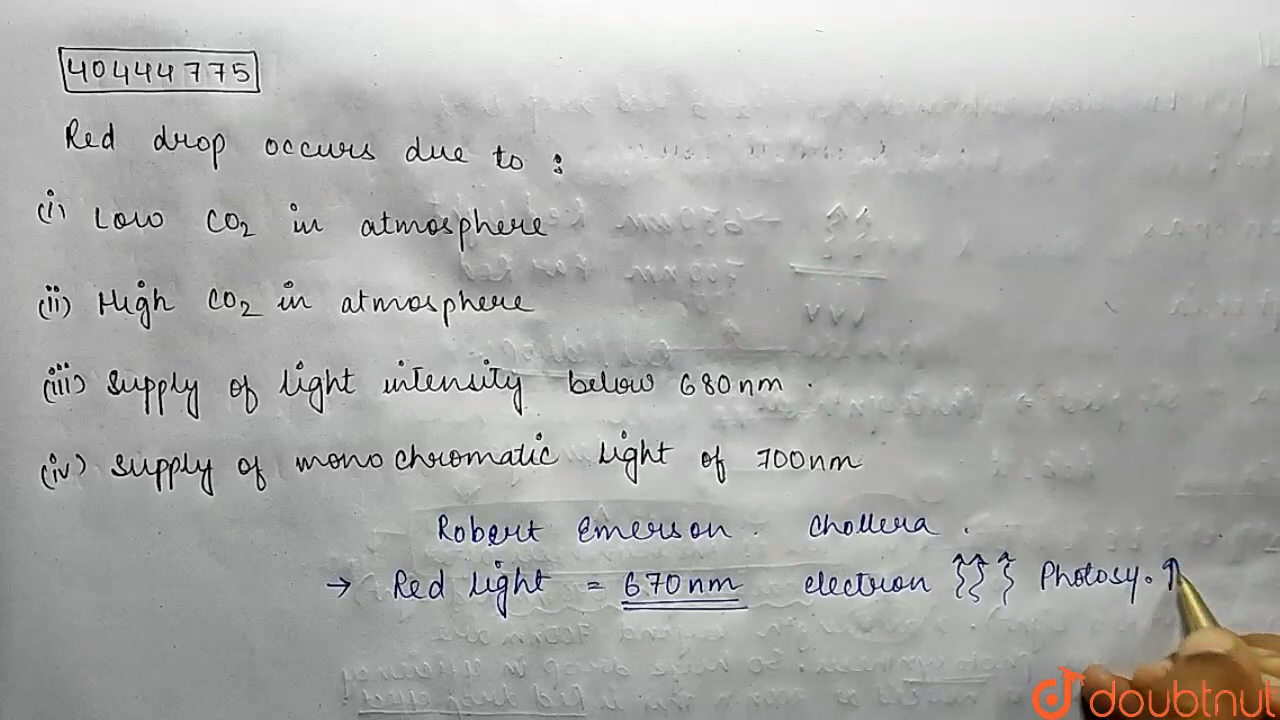 40444775
Red drop occurs due to :
(i) Low CO2 in atmosphere
(ii) High CO2 in atmosphere
(iii) Supply of light intensity below 680nm.
(iv) Supply of monochromatic light of 700nm
Robert Emerson. Chollera.
→ Red light = 670nm electron }}} Photosy. ↑
doubtnut